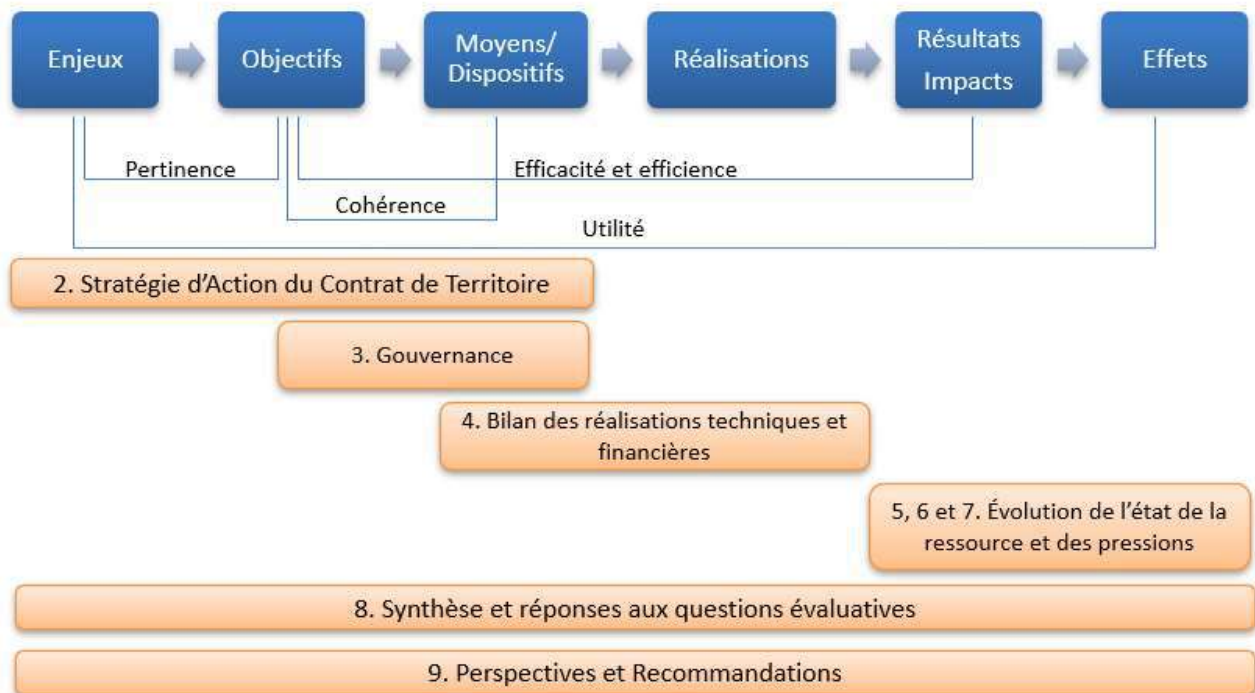 Enjeux
Objectifs
Moyens/
Dispositifs
Réalisations
Résultats
Impacts
Effets
Pertinence
Efficacité et efficience
Cohérence
Utilité
2. Stratégie d’Action du Contrat de Territoire
3. Gouvernance
4. Bilan des réalisations techniques et
financières
5, 6 et 7. Évolution de l’état de la
ressource et des pressions
8. Synthèse et réponses aux questions évaluatives
9. Perspectives et Recommandations